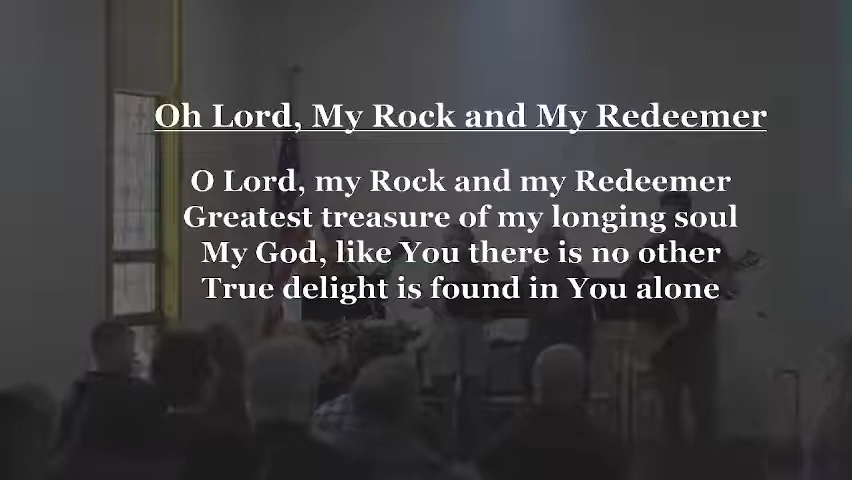 Oh Lord, My Rock and My Redeemer
O Lord, my Rock and my Redeemer
Greatest treasure of my longing soul
My God, like You there is no other
True delight is found in You alone